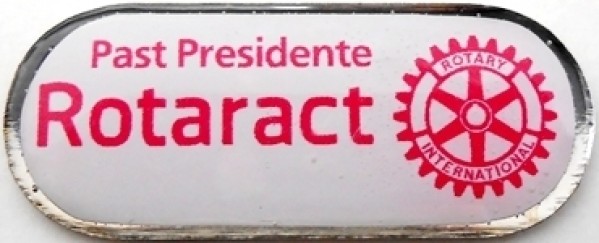 Past Presidente
Rotaract
ROTARY
INTERNATIONAL